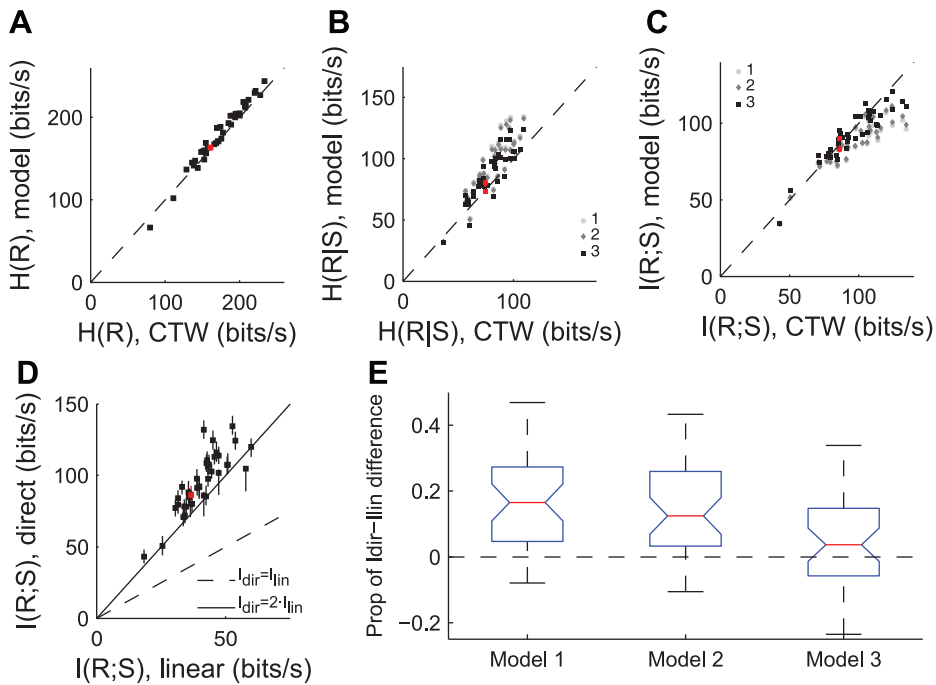 A
H(R), model (bits/s)
200
100
0
0
100
200
H(R), CTW (bits/s)
B
H(R|S), model (bits/s)
150
100
50
0
0
100
1
2
3
H(R|S), CTW (bits/s)
C
I(R;S), model (bits/s)
100
50
0
0
50
100
1
2
3
I(R;S), CTW (bits/s)
D
I(R;S), direct (bits/s)
150
100
50
0
0
50
Idir=Ilin
Idir=2·Ilin
I(R;S), linear (bits/s)
E
Prop of Idir−Ilin difference
0.4
0.2
0
−0.2
Model 1
Model 2
Model 3